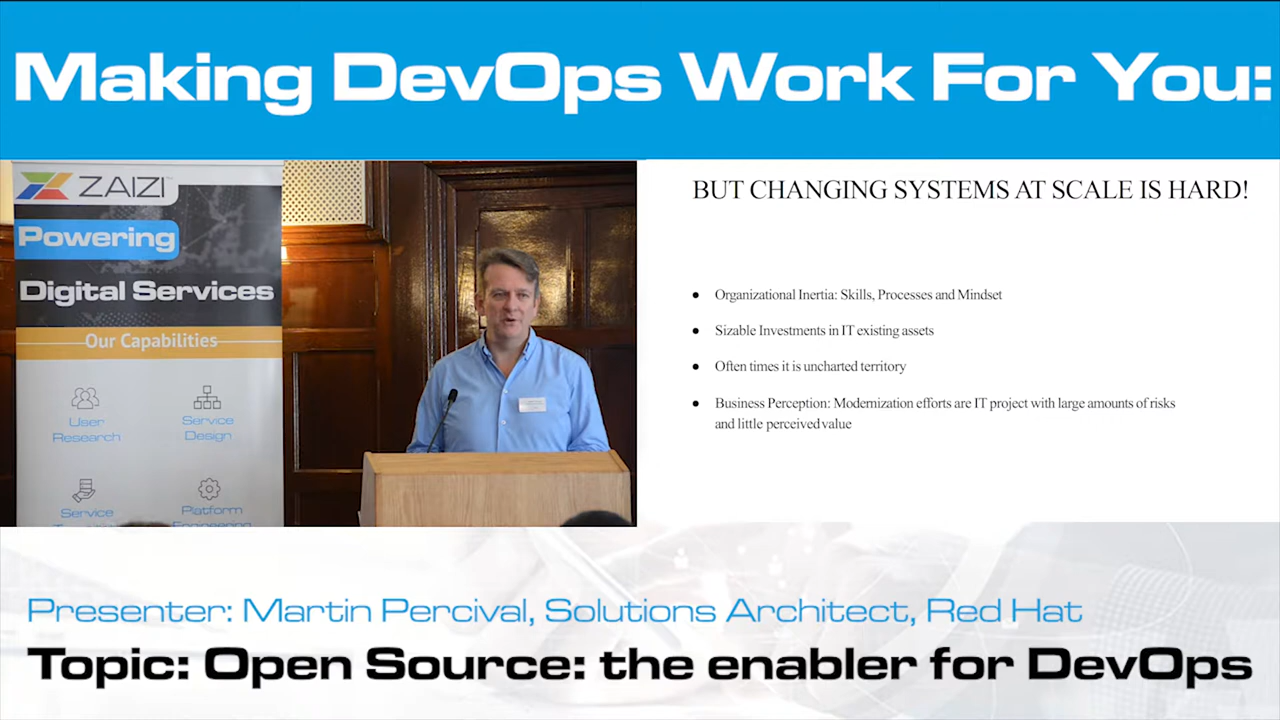 Making DevOps Work For You:
ZAIZI
Powering
Digital Services
Our Capabilities
User
Research
Service
Design
Service
Platform
Engineering
BUT CHANGING SYSTEMS AT SCALE IS HARD!
● Organizational Inertia: Skills, Processes and Mindset
● Sizable Investments in IT existing assets
● Often times it is uncharted territory
● Business Perception: Modernization efforts are IT project with large amounts of risks
and little perceived value
Presenter: Martin Percival, Solutions Architect, Red Hat
Topic: Open Source: the enabler for DevOps